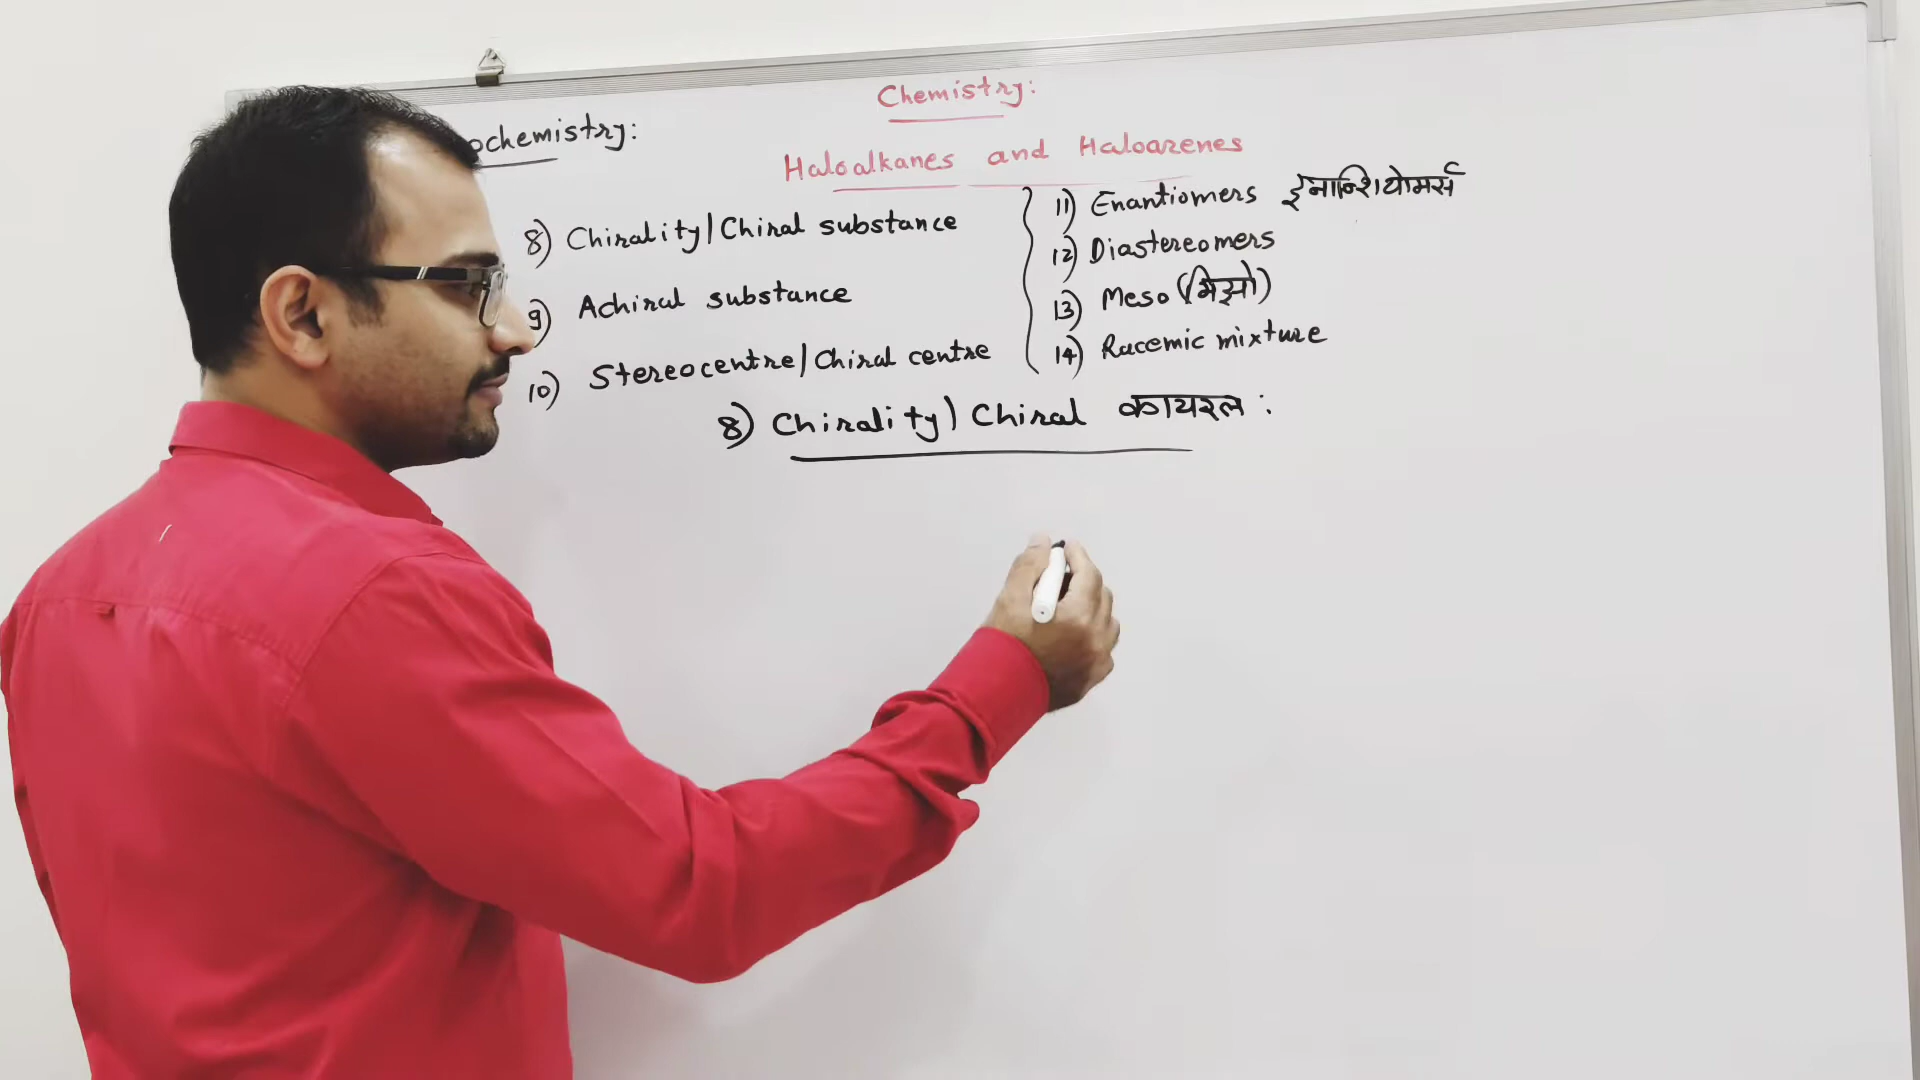 Chemistry:
ochemistry:
Haloalkanes and Haloarenes
8) Chirality/Chiral substance
9) Achiral substance
10) Stereocentre/Chiral centre
11) Enantiomers ईनान्शियोमर्स
12) Diastereomers
13) Meso (मिझो)
14) Racemic mixture
8) Chirality) Chiral कायरल :